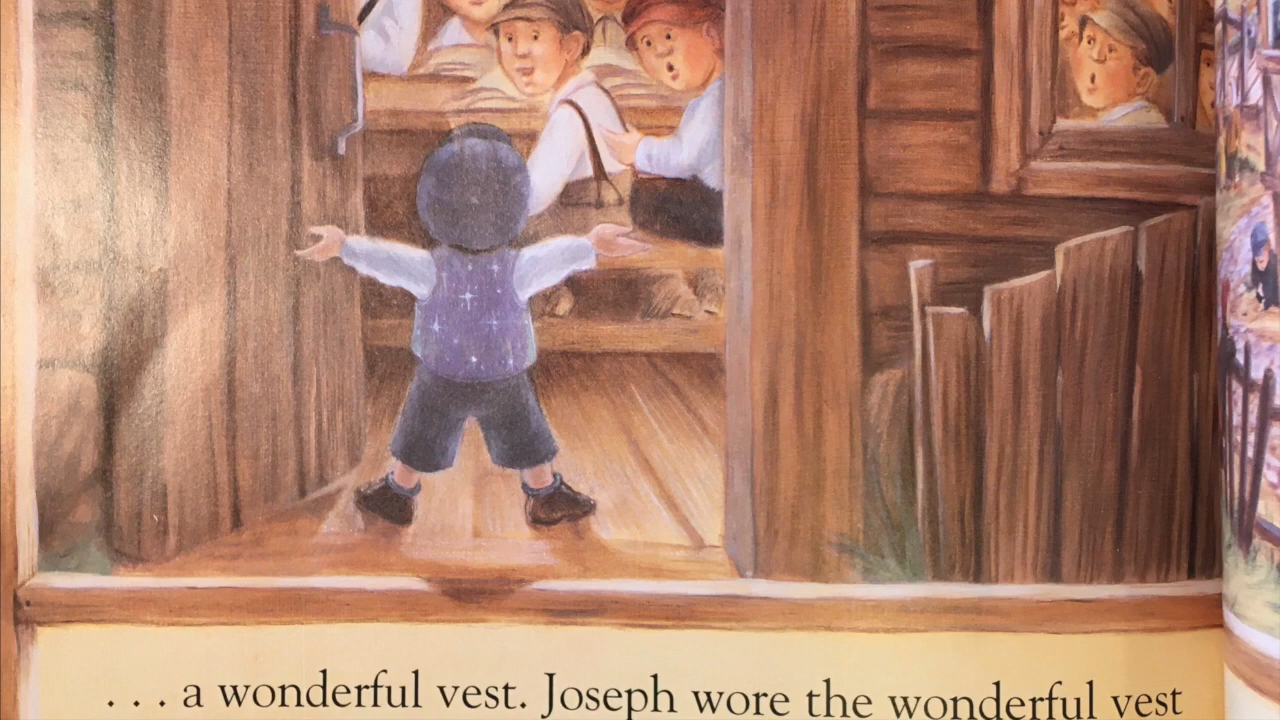 . . . a wonderful vest. Joseph wore the wonderful vest